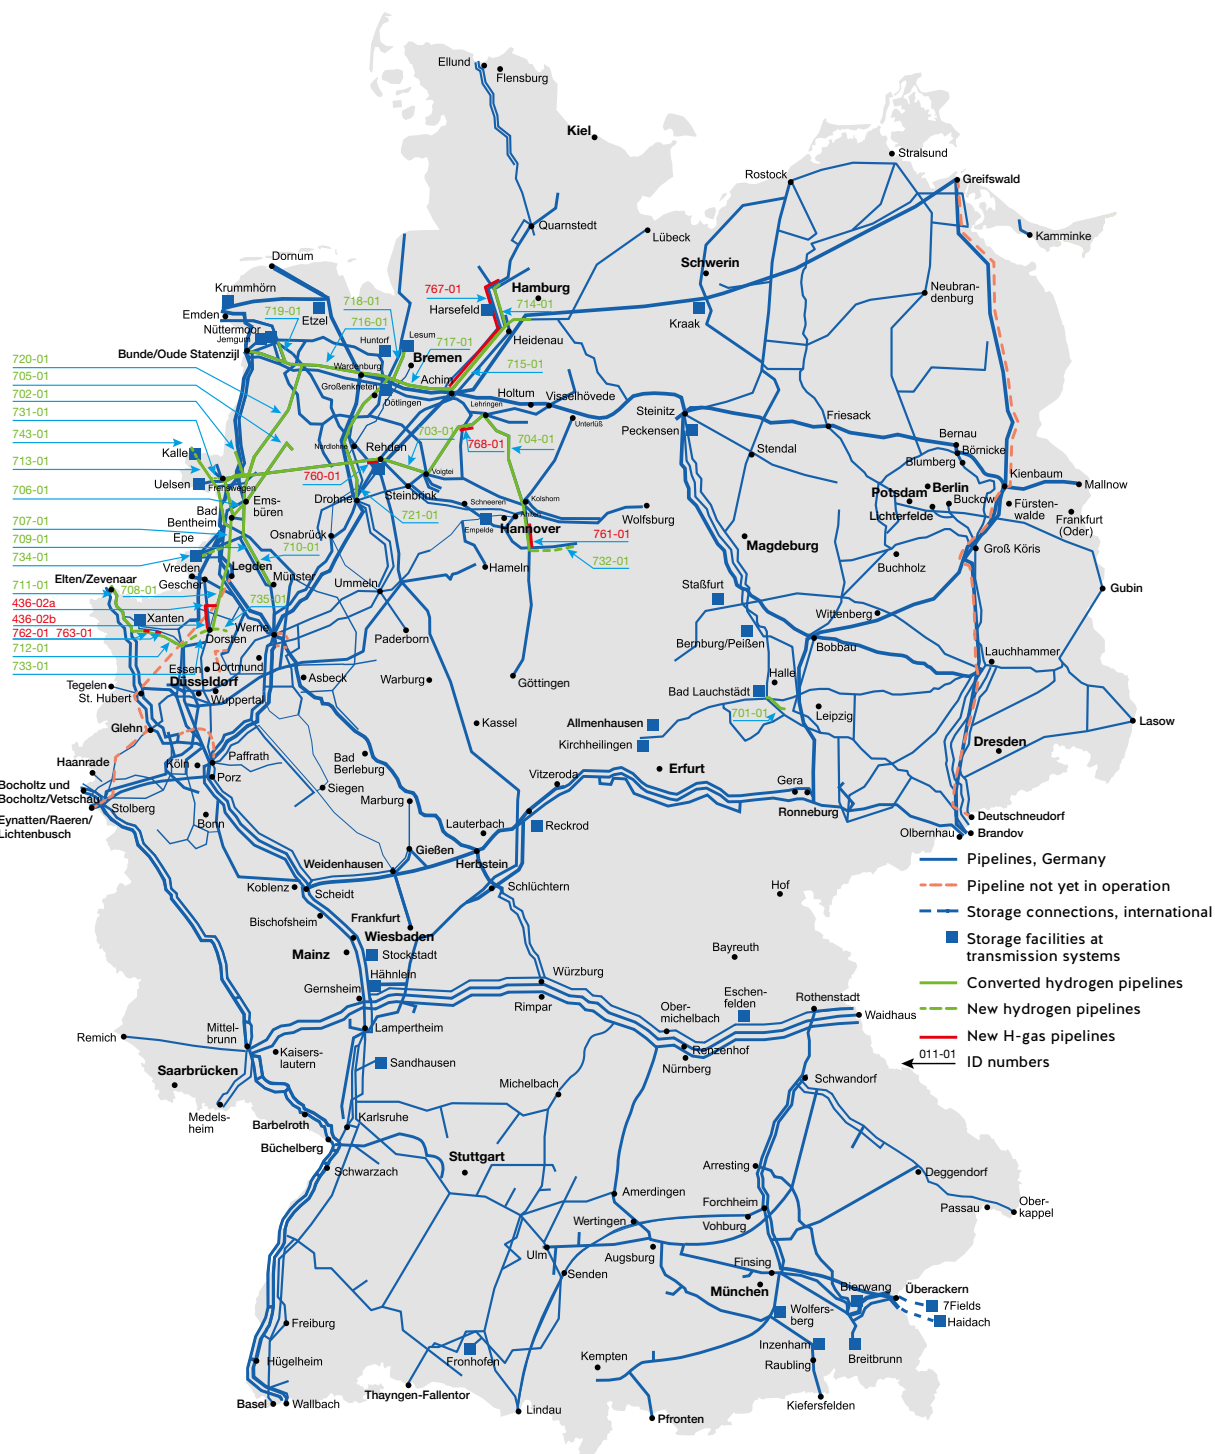 Ellund
Flensburg
Kiel
Stralsund
Rostock
Greifswald
Quarnstedt
Lübeck
Kamminke
Dornum
Schwerin
Krummhörn
767-01
Hamburg
Neubran-
denburg
718-01
714-01
719-01
Etzel
Harsefeld
Emden
716-01
Kraak
Nüttermoor
Jemgum
Huntorf
Lesum
Heidenau
717-01
Bunde/Oude Statenzijl
Bremen
720-01
Wardenburg
715-01
705-01
Großenkneten
Achim
702-01
Dötlingen
Lehringen
Holtum
Visselhövede
731-01
Unterlüß
Steinitz
Friesack
743-01
703-01
704-01
Peckensen
Bernau
Kalle
Nordlohne
Rehden
768-01
Stendal
Börnicke
713-01
Blumberg
760-01
Voigtei
Kienbaum
Uelsen
Frenswegen
Mallnow
706-01
Drohne
Steinbrink
Potsdam
Berlin
Buckow
Bad
Bentheim
Ems-
büren
Schneeren
Kolshorn
Lichterfelde
Fürsten-
walde
Frankfurt
(Oder)
707-01
721-01
Ahlten
Wolfsburg
Epe
Osnabrück
Empelde
Hannover
761-01
709-01
Magdeburg
734-01
710-01
732-01
Groß Köris
Vreden
Legden
Hameln
Buchholz
Elten/Zevenaar
Gescher
Münster
Ummeln
Staßfurt
Gubin
711-01
708-01
436-02a
735-01
Wittenberg
436-02b
Xanten
762-01 763-01
Dorsten
Werne
Paderborn
Bernburg/Peißen
Bobbau
712-01
733-01
Essen
Dortmund
Lauchhammer
Tegelen
Düsseldorf
Asbeck
Warburg
Göttingen
Halle
St. Hubert
Wuppertal
Bad Lauchstädt
701-01
Leipzig
Glehn
Kassel
Allmenhausen
Lasow
Kirchheilingen
Dresden
Haanrade
Köln
Paffrath
Bad
Berleburg
Porz
Vitzeroda
Erfurt
Gera
Bocholtz und
Bocholtz/Vetschau
Siegen
Marburg
Stolberg
Ronneburg
Eynatten/Raeren/
Lichtenbusch
Bonn
Lauterbach
Reckrod
Deutschneudorf
Olbernhau
Brandov
Weidenhausen
Gießen
Herbstein
Pipelines, Germany
Koblenz
Scheidt
Schlüchtern
Hof
Pipeline not yet in operation
Bischofsheim
Frankfurt
Storage connections, international
Wiesbaden
Storage facilities at
transmission systems
Mainz
Stockstadt
Bayreuth
Hähnlein
Würzburg
Converted hydrogen pipelines
Gernsheim
Rimpar
Eschen-
felden
Rothenstadt
Ober-
michelbach
New hydrogen pipelines
Waidhaus
Remich
Mittel-
brunn
Lampertheim
New H-gas pipelines
Kaisers-
lautern
Renzenhof
011-01
ID numbers
Saarbrücken
Sandhausen
Nürnberg
Michelbach
Schwandorf
Medels-
heim
Barbelroth
Karlsruhe
Büchelberg
Stuttgart
Schwarzach
Arresting
Deggendorf
Amerdingen
Forchheim
Passau
Ober-
kappel
Wertingen
Vohburg
Ulm
Augsburg
Finsing
Senden
München
Bierwang
Überackern
7Fields
Wolfers-
berg
Haidach
Freiburg
Inzenham
Fronhofen
Kempten
Raubling
Breitbrunn
Hügelheim
Thayngen-Fallentor
Basel
Wallbach
Lindau
Pfronten
Kiefersfelden